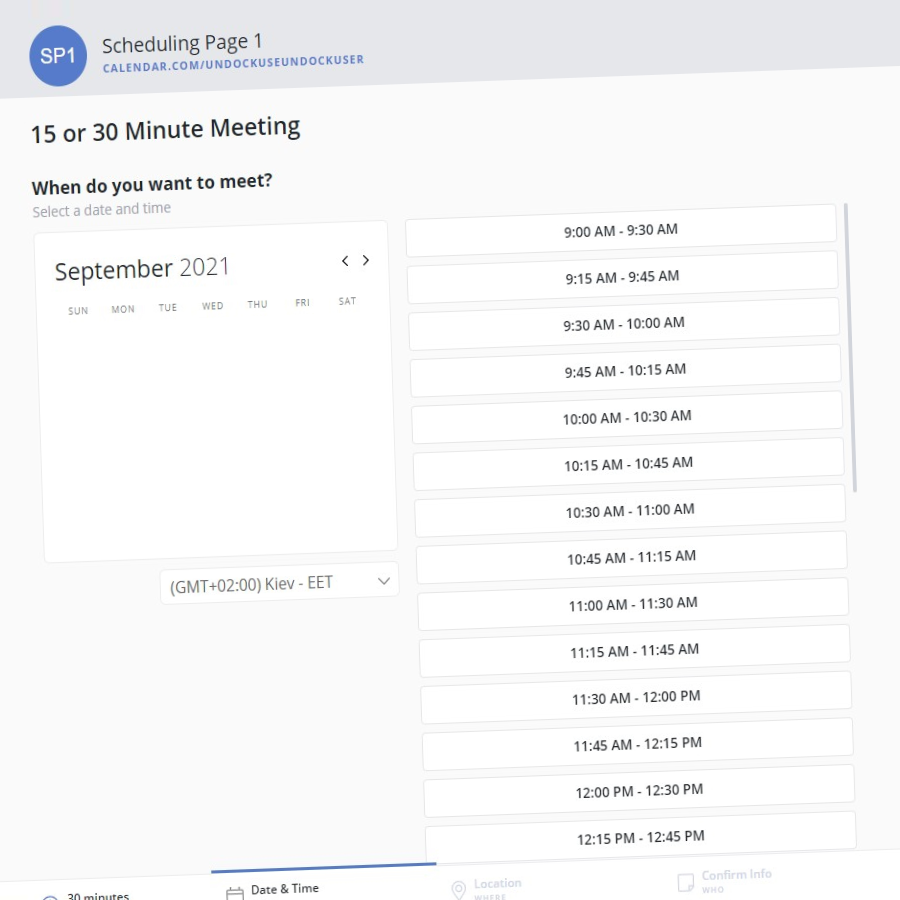 SP1
Scheduling Page 1
CALENDAR.COM/UNDOCKUSEUNDOCKUSER
15 or 30 Minute Meeting
When do you want to meet?
Select a date and time
September 2021
SUN MON TUE WED THU FRI SAT
(GMT+02:00) Kiev - EET
9:00 AM - 9:30 AM
9:15 AM - 9:45 AM
9:30 AM - 10:00 AM
9:45 AM - 10:15 AM
10:00 AM - 10:30 AM
10:15 AM - 10:45 AM
10:30 AM - 11:00 AM
10:45 AM - 11:15 AM
11:00 AM - 11:30 AM
11:15 AM - 11:45 AM
11:30 AM - 12:00 PM
11:45 AM - 12:15 PM
12:00 PM - 12:30 PM
12:15 PM - 12:45 PM
30 minutes
Date & Time
Location
WHERE
Confirm Info
WHO